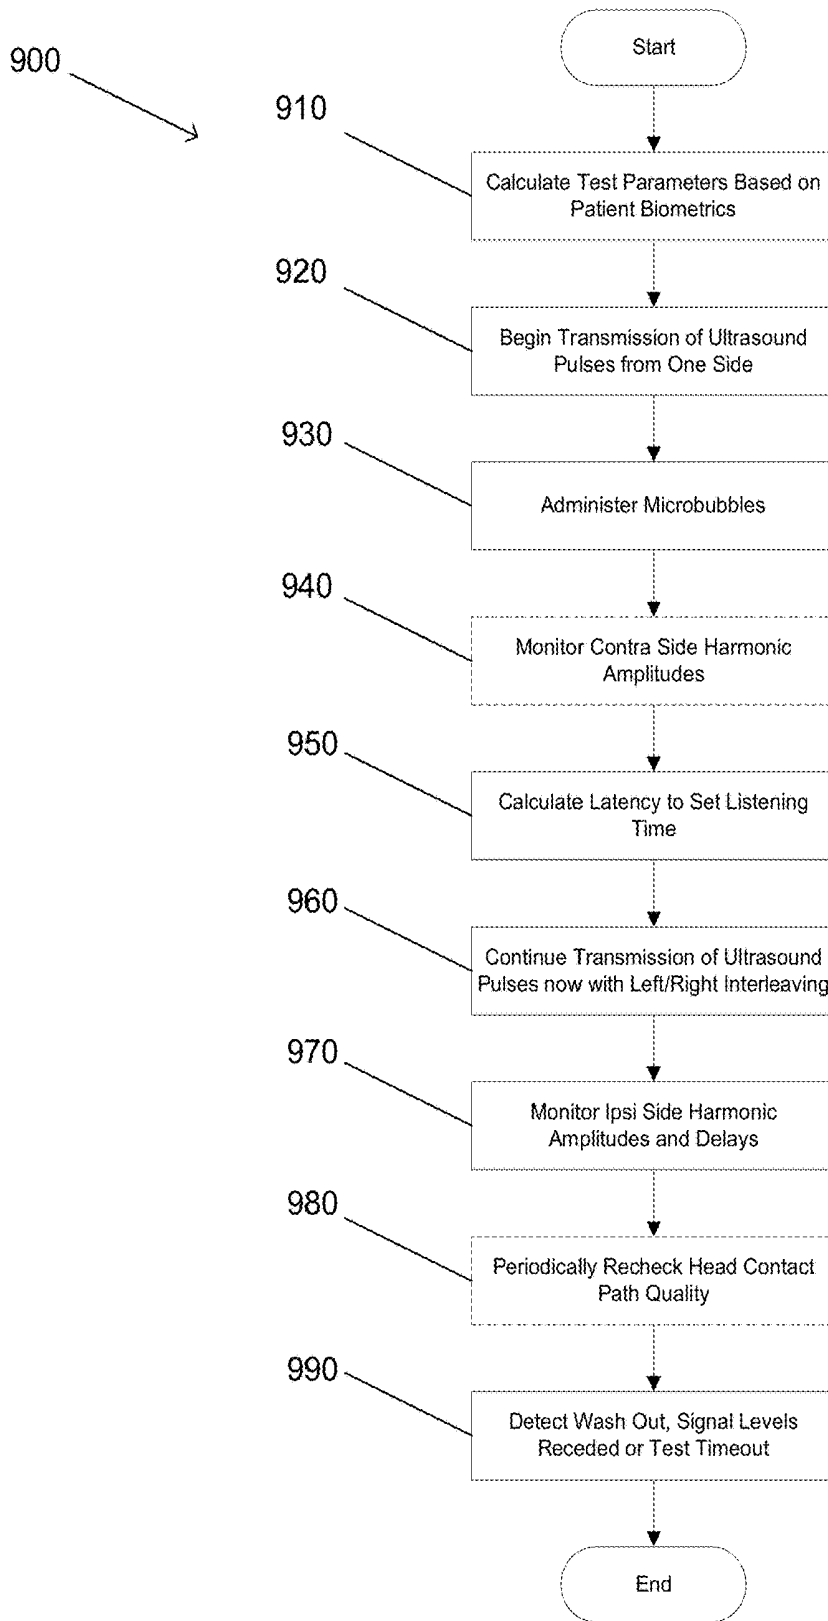 Start
900
910
Calculate Test Parameters Based on
Patient Biometrics
920
Begin Transmission of Ultrasound
Pulses from One Side
930
Administer Microbubbles
940
Monitor Contra Side Harmonic
Amplitudes
950
Calculate Latency to Set Listening
Time
960
Continue Transmission of Ultrasound
Pulses now with Left/Right Interleaving
970
Monitor Ipsi Side Harmonic
Amplitudes and Delays
980
Periodically Recheck Head Contact
Path Quality
990
Detect Wash Out, Signal Levels
Receded or Test Timeout
End